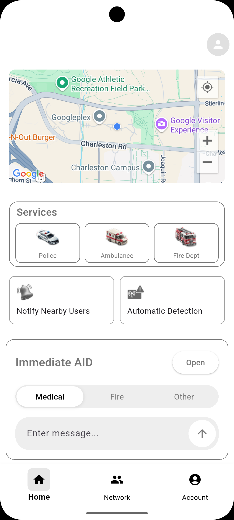 Google Athletic
Recreation Field Park
Googleplex
Stierlin
Google Visitor
Experience
n-Out Burger
Charleston Rd
Charleston Campus
Thorn St
Google
Services
Police
Ambulance
Fire Dept
Notify Nearby Users
Automatic Detection
Immediate AID
Open
Medical
Fire
Other
Enter message...
Home
Network
Account